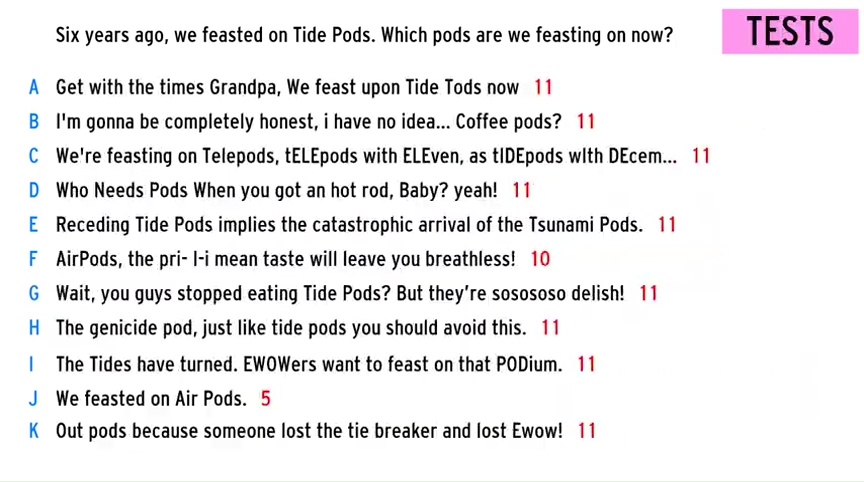 Six years ago, we feasted on Tide Pods. Which pods are we feasting on now?
TESTS
A Get with the times Grandpa, We feast upon Tide Tods now 11
B I'm gonna be completely honest, i have no idea... Coffee pods? 11
C We're feasting on Telepods, tELEpods with ELEven, as tIDEpods wIth DEcem... 11
D Who Needs Pods When you got an hot rod, Baby? yeah! 11
E Receding Tide Pods implies the catastrophic arrival of the Tsunami Pods. 11
F AirPods, the pri- I-i mean taste will leave you breathless! 10
G Wait, you guys stopped eating Tide Pods? But they're sosososo delish! 11
H The genicide pod, just like tide pods you should avoid this. 11
I The Tides have turned. EWOWers want to feast on that PODium. 11
J We feasted on Air Pods. 5
K Out pods because someone lost the tie breaker and lost Ewow! 11